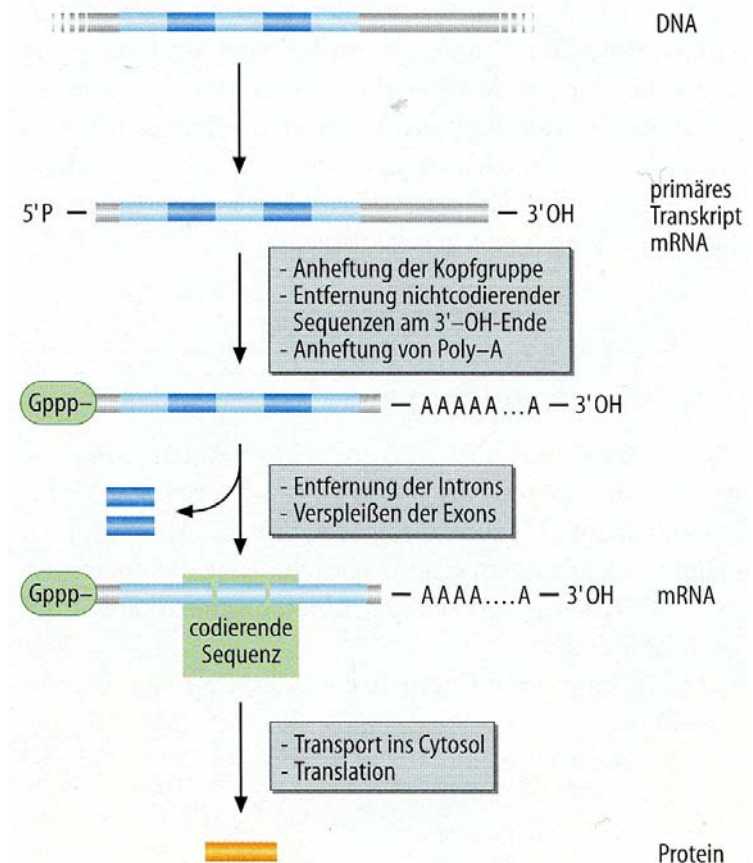 DNA
5'P — — 3'OH
primäres
Transkript
mRNA
- Anheftung der Kopfgruppe
- Entfernung nichtcodierender
Sequenzen am 3'–OH-Ende
- Anheftung von Poly–A
Gppp– — AAAAA...A — 3'OH
- Entfernung der Introns
- Verspleißen der Exons
Gppp– — AAAA....A — 3'OH mRNA
codierende
Sequenz
- Transport ins Cytosol
- Translation
Protein